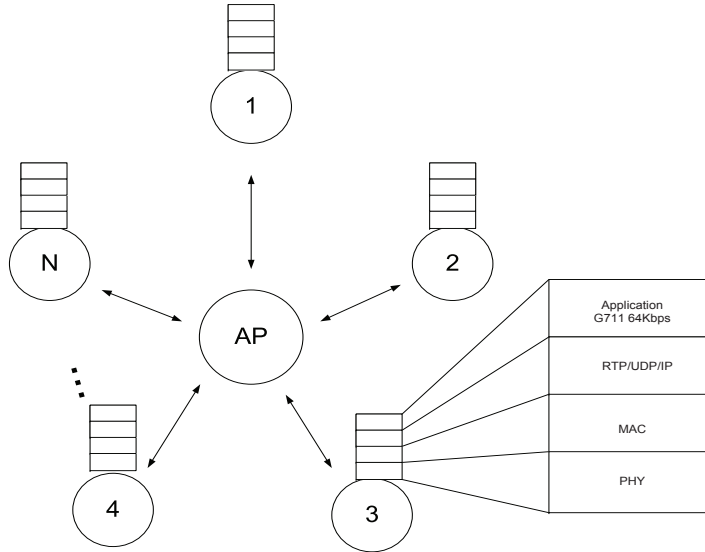 1
N
2
AP
Application
G711 64Kbps
RTP/UDP/IP
MAC
PHY
4
3